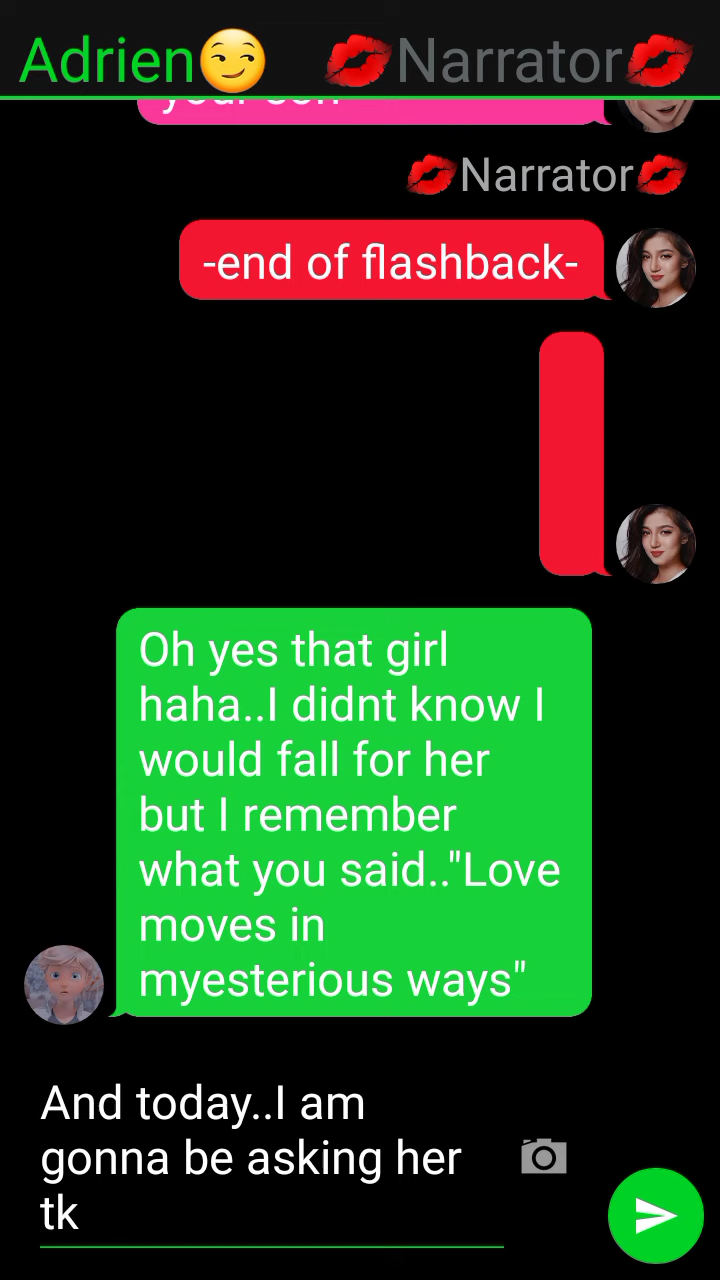 Adrien😏 💋Narrator💋
your
💋Narrator💋
-end of flashback-
Oh yes that girl
haha..I didnt know I
would fall for her
but I remember
what you said.."Love
moves in
myesterious ways"
And today..I am
gonna be asking her
tk